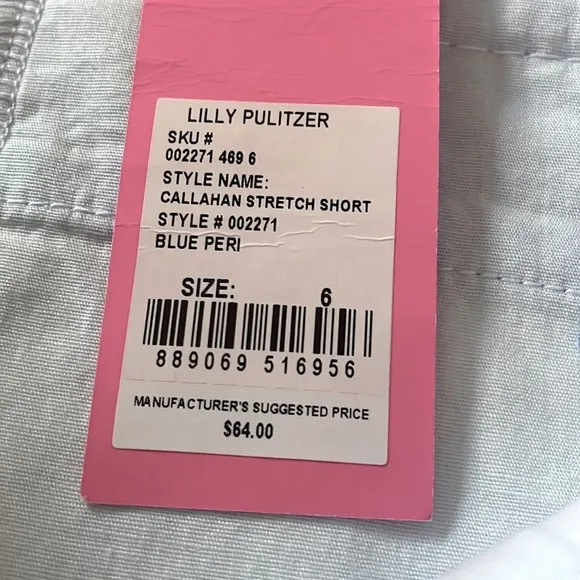 LILLY PULITZER
SKU #
002271 469 6
STYLE NAME:
CALLAHAN STRETCH SHORT
STYLE # 002271
BLUE PERI
SIZE: 6
889069 516956
MANUFACTURER'S SUGGESTED PRICE
$64.00